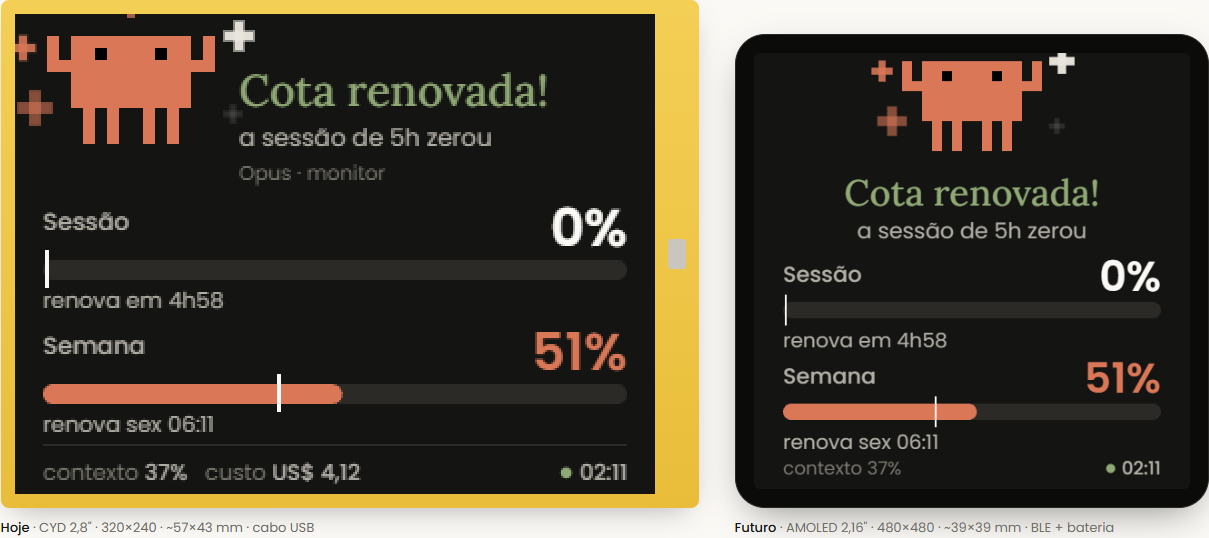 Cota renovada!
a sessão de 5h zerou
Opus · monitor
Sessão 0%
renova em 4h58
Semana 51%
renova sex 06:11
contexto 37% custo US$ 4,12 02:11
Hoje · CYD 2,8" · 320×240 · ~57×43 mm · cabo USB
Cota renovada!
a sessão de 5h zerou
Sessão 0%
renova em 4h58
Semana 51%
renova sex 06:11
contexto 37% 02:11
Futuro · AMOLED 2,16" · 480×480 · ~39×39 mm · BLE + bateria